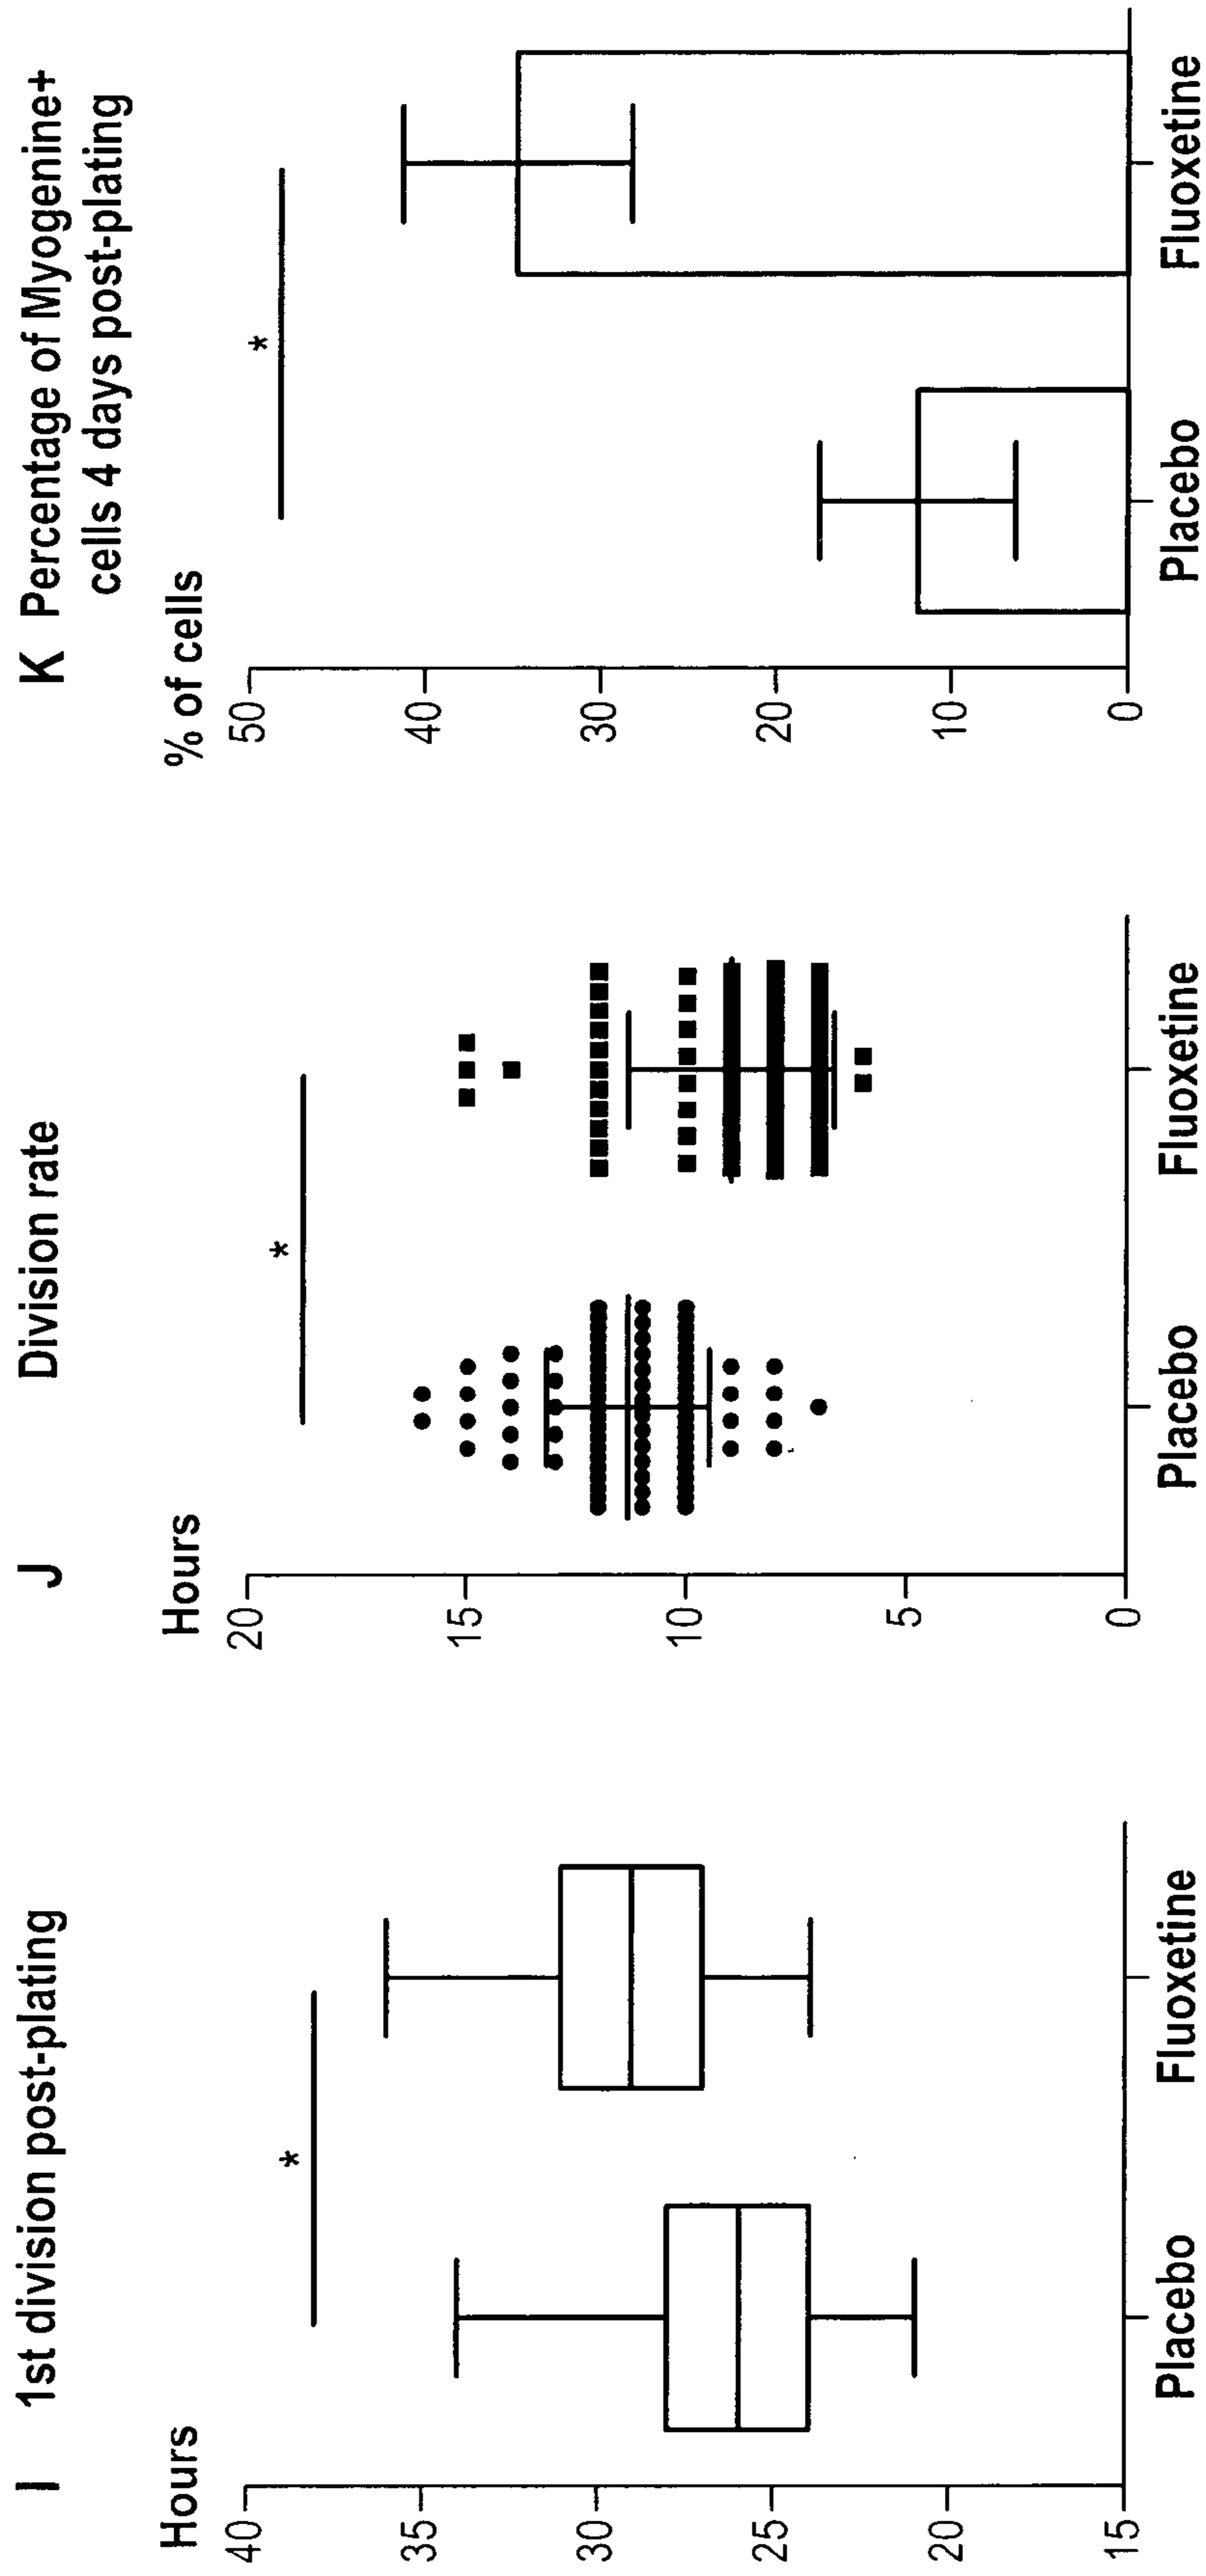 I 1st division post-plating
Hours
40
35
30
25
20
15
Placebo Fluoxetine
*
J Division rate
Hours
20
15
10
5
0
Placebo Fluoxetine
*
K Percentage of Myogenine+
cells 4 days post-plating
% of cells
50
40
30
20
10
0
Placebo Fluoxetine
*